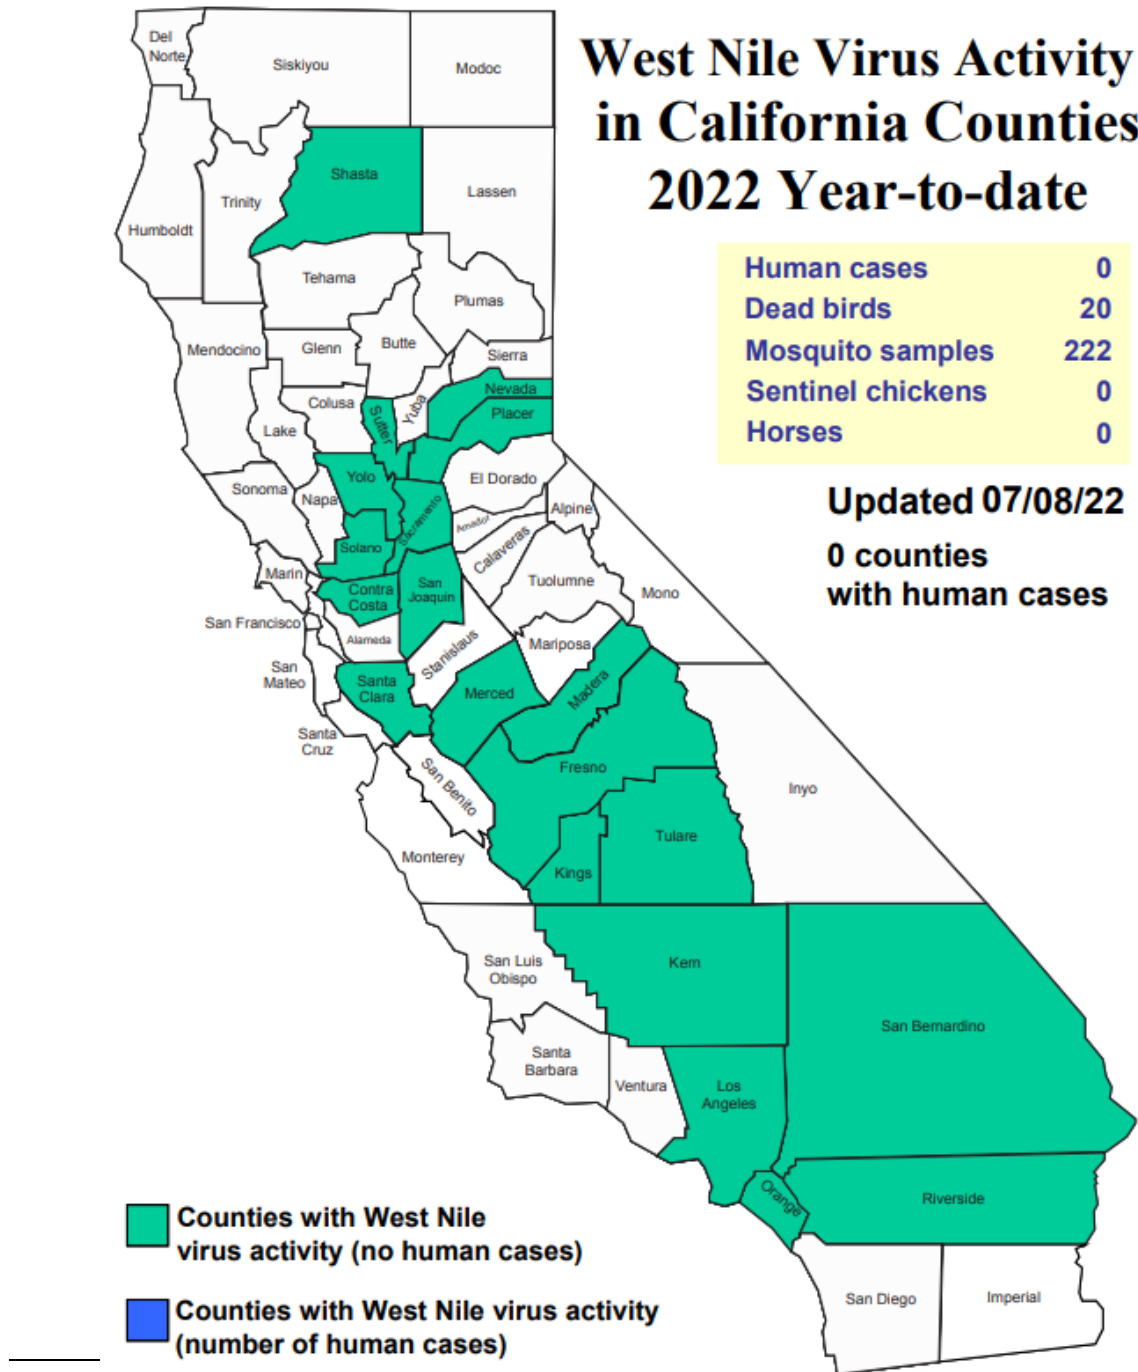 West Nile Virus Activity
in California Counties
2022 Year-to-date
Human cases 0
Dead birds 20
Mosquito samples 222
Sentinel chickens 0
Horses 0
Updated 07/08/22
0 counties
with human cases
Del
Norte
Siskiyou
Modoc
Shasta
Lassen
Trinity
Humboldt
Tehama
Plumas
Mendocino
Glenn
Butte
Sierra
Colusa
Nevada
Placer
Sutter
Yuba
Lake
Yolo
El Dorado
Sonoma
Napa
Sacramento
Amador
Alpine
Solano
Calaveras
Marin
Contra
Costa
San
Joaquin
Tuolumne
Mono
San Francisco
Alameda
Stanislaus
Mariposa
San
Mateo
Santa
Clara
Merced
Madera
Santa
Cruz
San Benito
Fresno
Inyo
Monterey
Kings
Tulare
San Luis
Obispo
Kern
San Bernardino
Santa
Barbara
Ventura
Los
Angeles
Orange
Riverside
San Diego
Imperial
Counties with West Nile
virus activity (no human cases)
Counties with West Nile virus activity
(number of human cases)